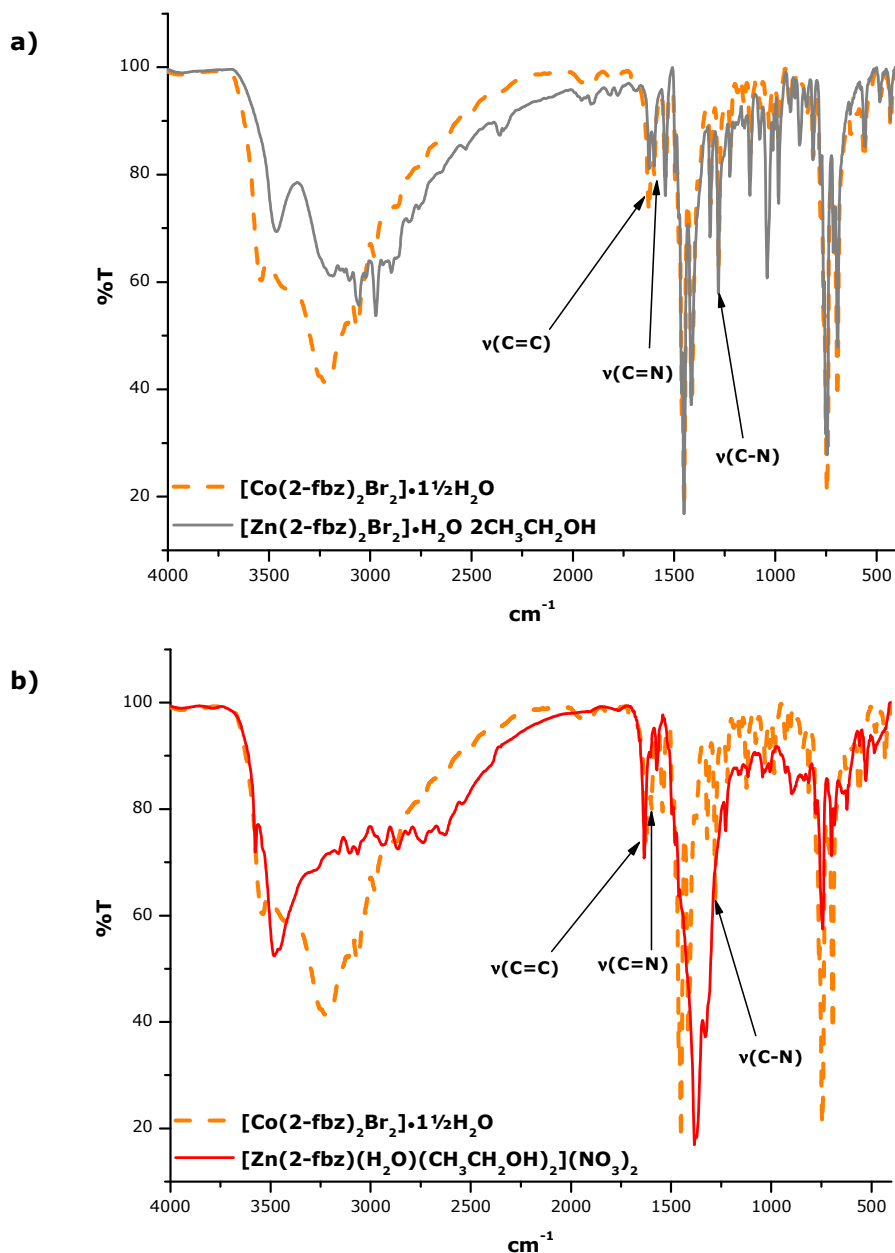 a)
100
80
60
40
20
%T
ν(C=C)
ν(C=N)
ν(C-N)
[Co(2-fbz)₂Br₂]•1½H₂O
[Zn(2-fbz)₂Br₂]•H₂O 2CH₃CH₂OH
4000 3500 3000 2500 2000 1500 1000 500
cm⁻¹
b)
100
80
60
40
20
%T
ν(C=C)
ν(C=N)
ν(C-N)
[Co(2-fbz)₂Br₂]•1½H₂O
[Zn(2-fbz)(H₂O)(CH₃CH₂OH)₂](NO₃)₂
4000 3500 3000 2500 2000 1500 1000 500
cm⁻¹